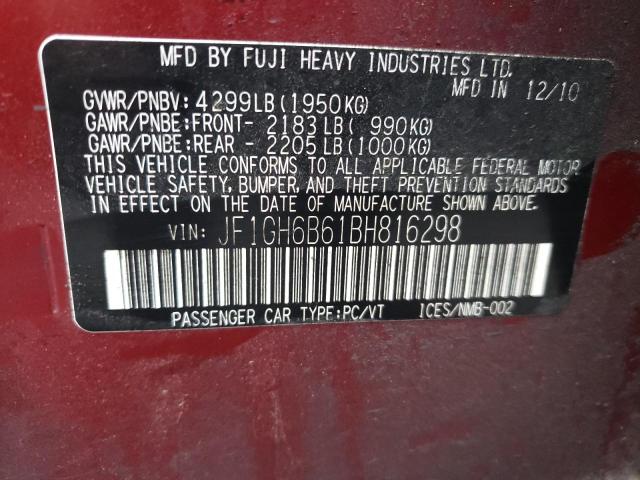 MFD BY FUJI HEAVY INDUSTRIES LTD.
MFD IN 12/10
GVWR/PNBV: 4299LB(1950KG)
GAWR/PNBE:FRONT- 2183LB( 990KG)
GAWR/PNBE:REAR - 2205LB(1000KG)
THIS VEHICLE CONFORMS TO ALL APPLICABLE FEDERAL MOTOR
VEHICLE SAFETY, BUMPER, AND THEFT PREVENTION STANDARDS
IN EFFECT ON THE DATE OF MANUFACTURE SHOWN ABOVE.
VIN: JF1GH6B61BH816298
PASSENGER CAR TYPE:PC/VT ICES/NMB-002